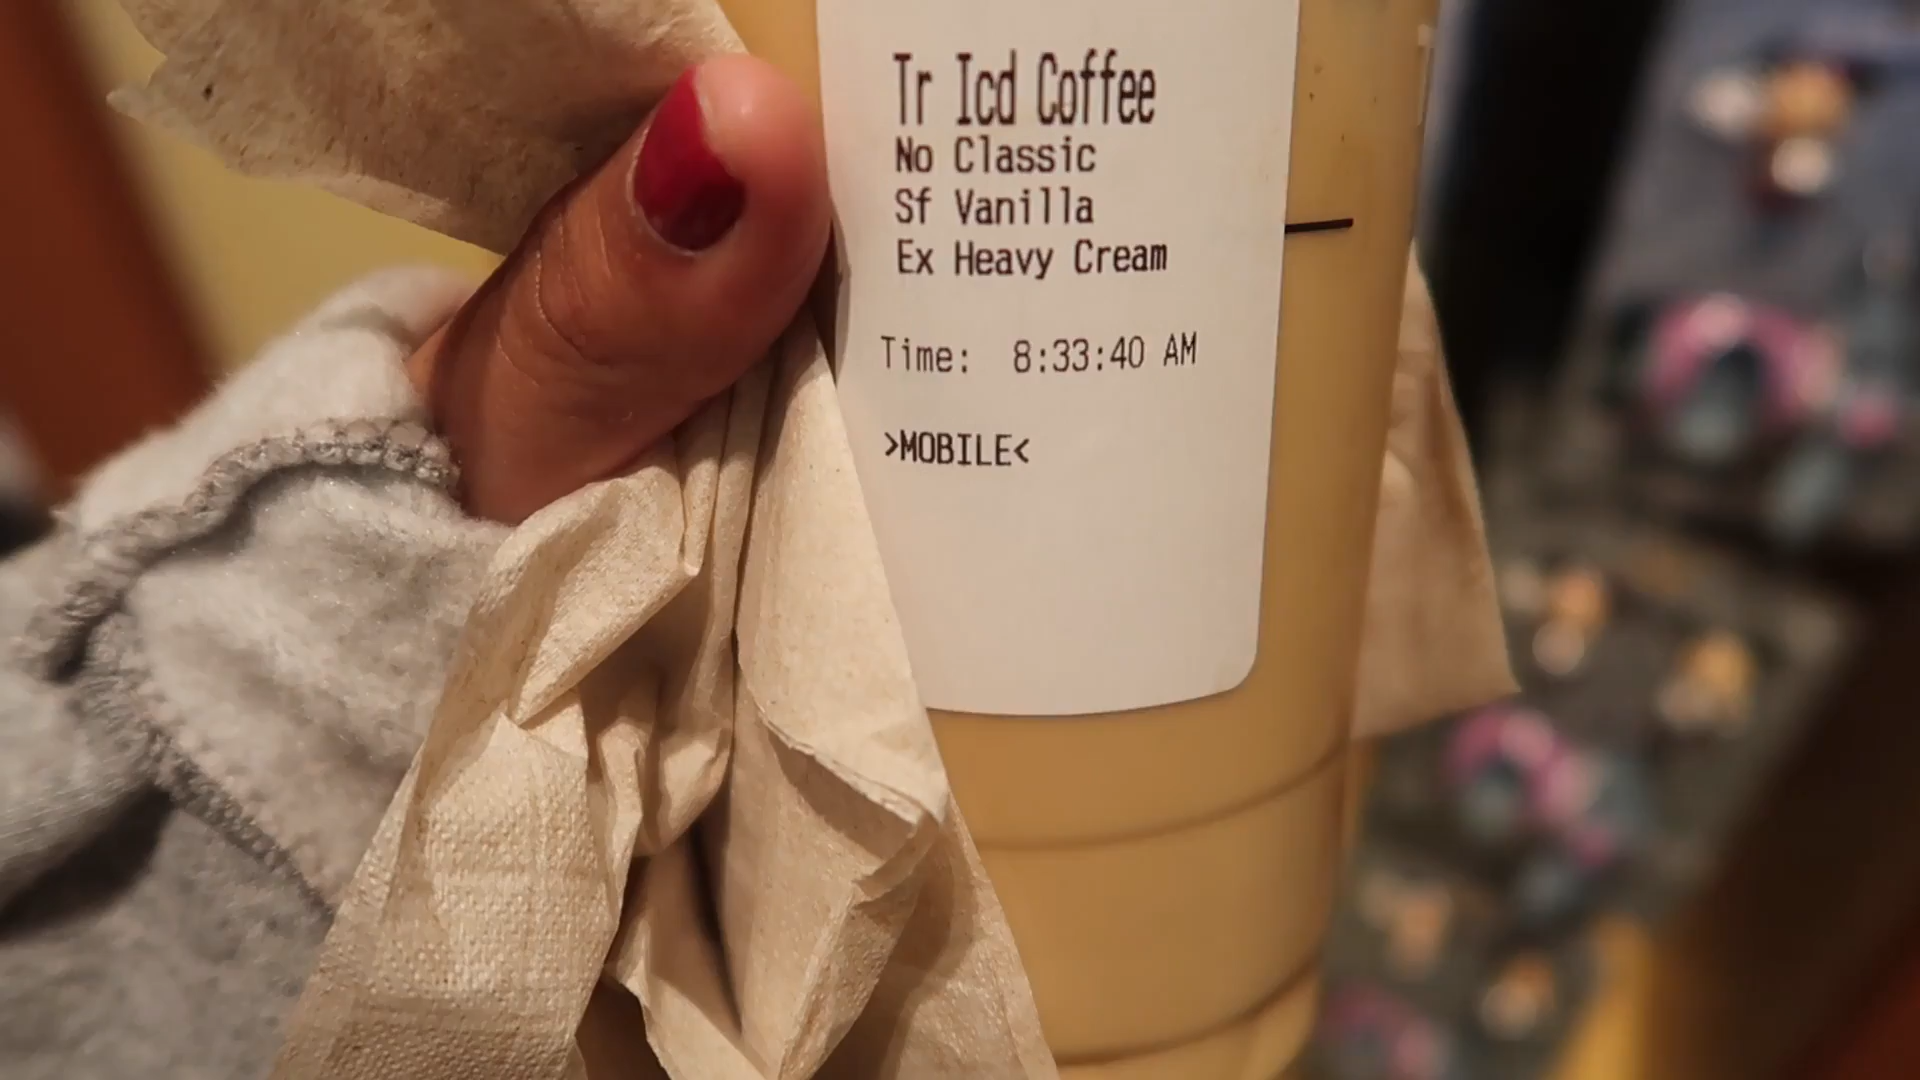 Tr Icd Coffee
No Classic
Sf Vanilla
Ex Heavy Cream
Time: 8:33:40 AM
>MOBILE<